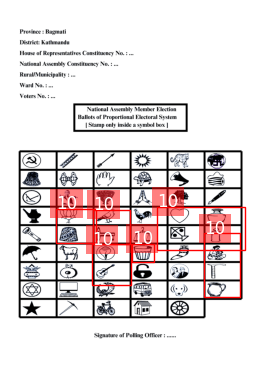 Province : Bagmati
District: Kathmandu
House of Representatives Constituency No. : ...
National Assembly Constituency No. : ...
Rural/Municipality : ...
Ward No. : ...
Voters No. : ...
National Assembly Member Election
Ballots of Proportional Electoral System
[ Stamp only inside a symbol box ]
10 10 10
10 10 10
Signature of Polling Officer : ......